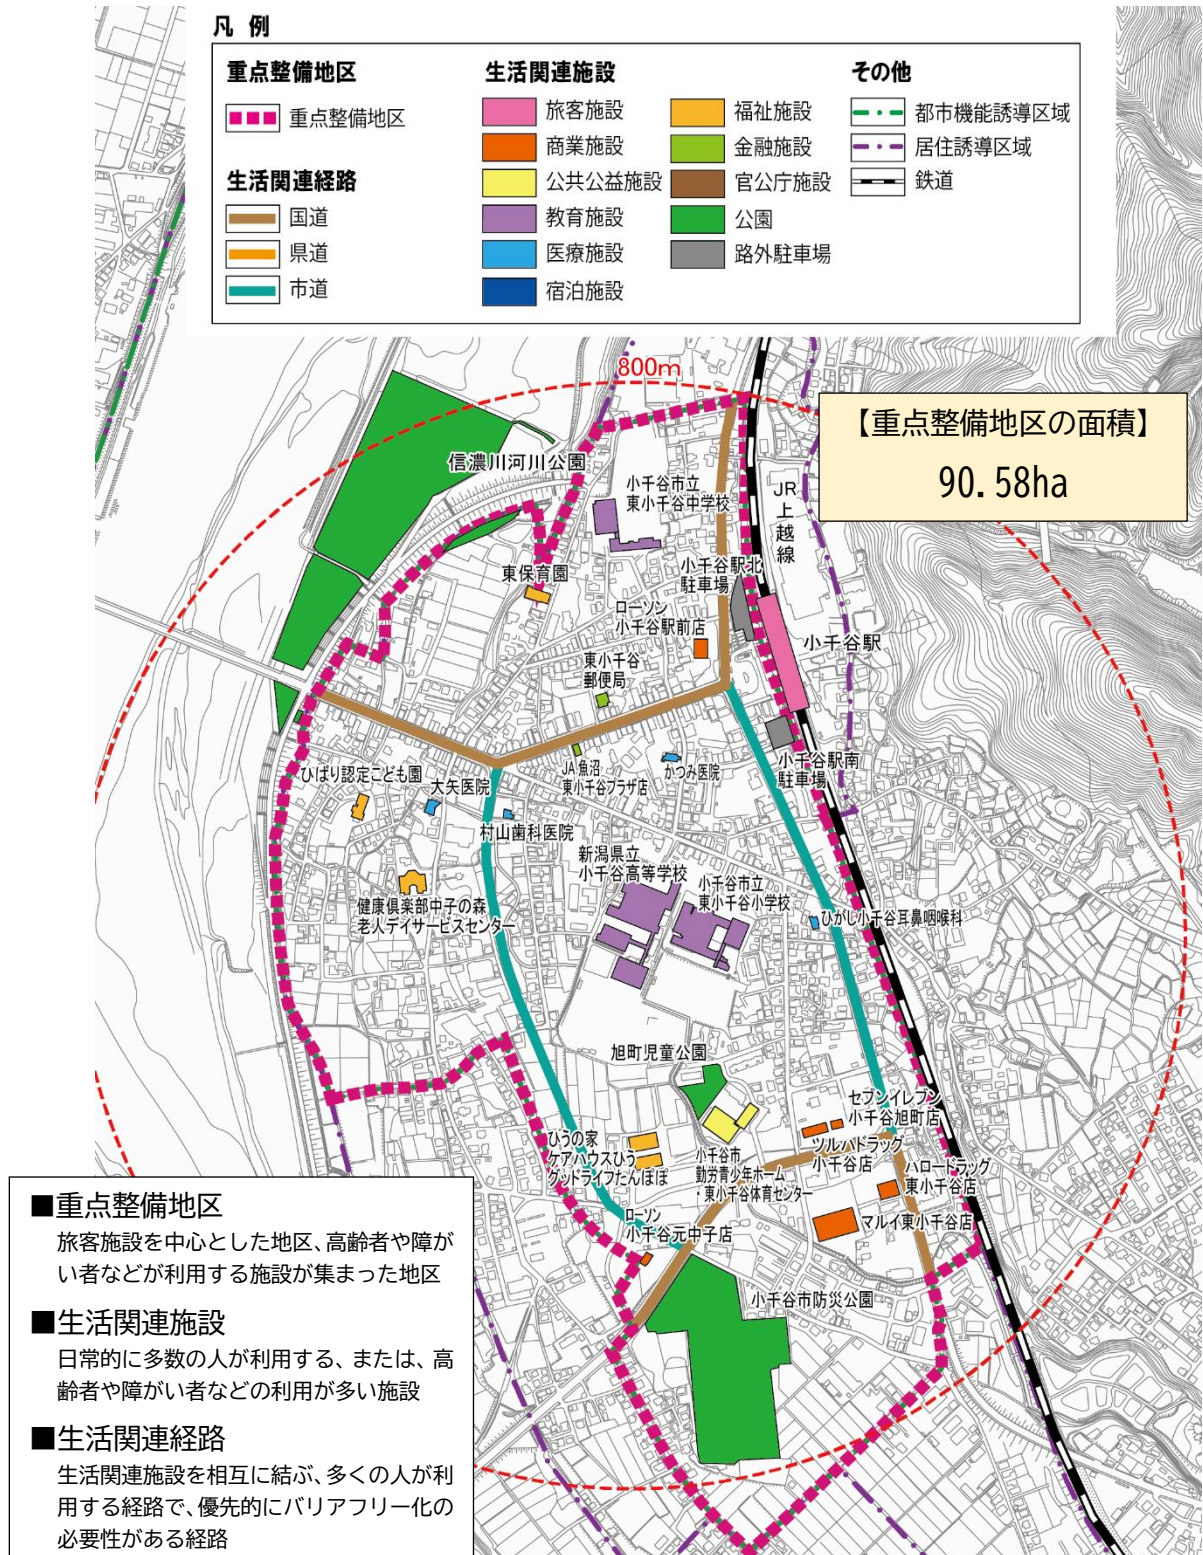 凡 例
重点整備地区
重点整備地区
生活関連経路
国道
県道
市道
生活関連施設
旅客施設
商業施設
公共公益施設
教育施設
医療施設
宿泊施設
福祉施設
金融施設
官公庁施設
公園
路外駐車場
その他
都市機能誘導区域
居住誘導区域
鉄道
800m
【重点整備地区の面積】
90.58ha
信濃川河川公園
小千谷市立
東小千谷中学校
JR上越線
小千谷駅北
駐車場
東保育園
ローソン
小千谷駅前店
小千谷駅
東小千谷
郵便局
小千谷駅南
駐車場
JA魚沼
東小千谷プラザ店
かつみ医院
ひばり認定こども園
大矢医院
村山歯科医院
新潟県立
小千谷高等学校
小千谷市立
東小千谷小学校
健康倶楽部中子の森
老人デイサービスセンター
ひがし小千谷耳鼻咽喉科
旭町児童公園
セブンイレブン
小千谷旭町店
ツルハドラッグ
小千谷店
ハロードラッグ
東小千谷店
ひうの家
ケアハウスひう
グッドライフたんぽぽ
小千谷市
勤労青少年ホーム
・東小千谷体育センター
マルイ東小千谷店
ローソン
小千谷元中子店
小千谷市防災公園
■重点整備地区
旅客施設を中心とした地区、高齢者や障が
い者などが利用する施設が集まった地区
■生活関連施設
日常的に多数の人が利用する、または、高
齢者や障がい者などの利用が多い施設
■生活関連経路
生活関連施設を相互に結ぶ、多くの人が利
用する経路で、優先的にバリアフリー化の
必要性がある経路